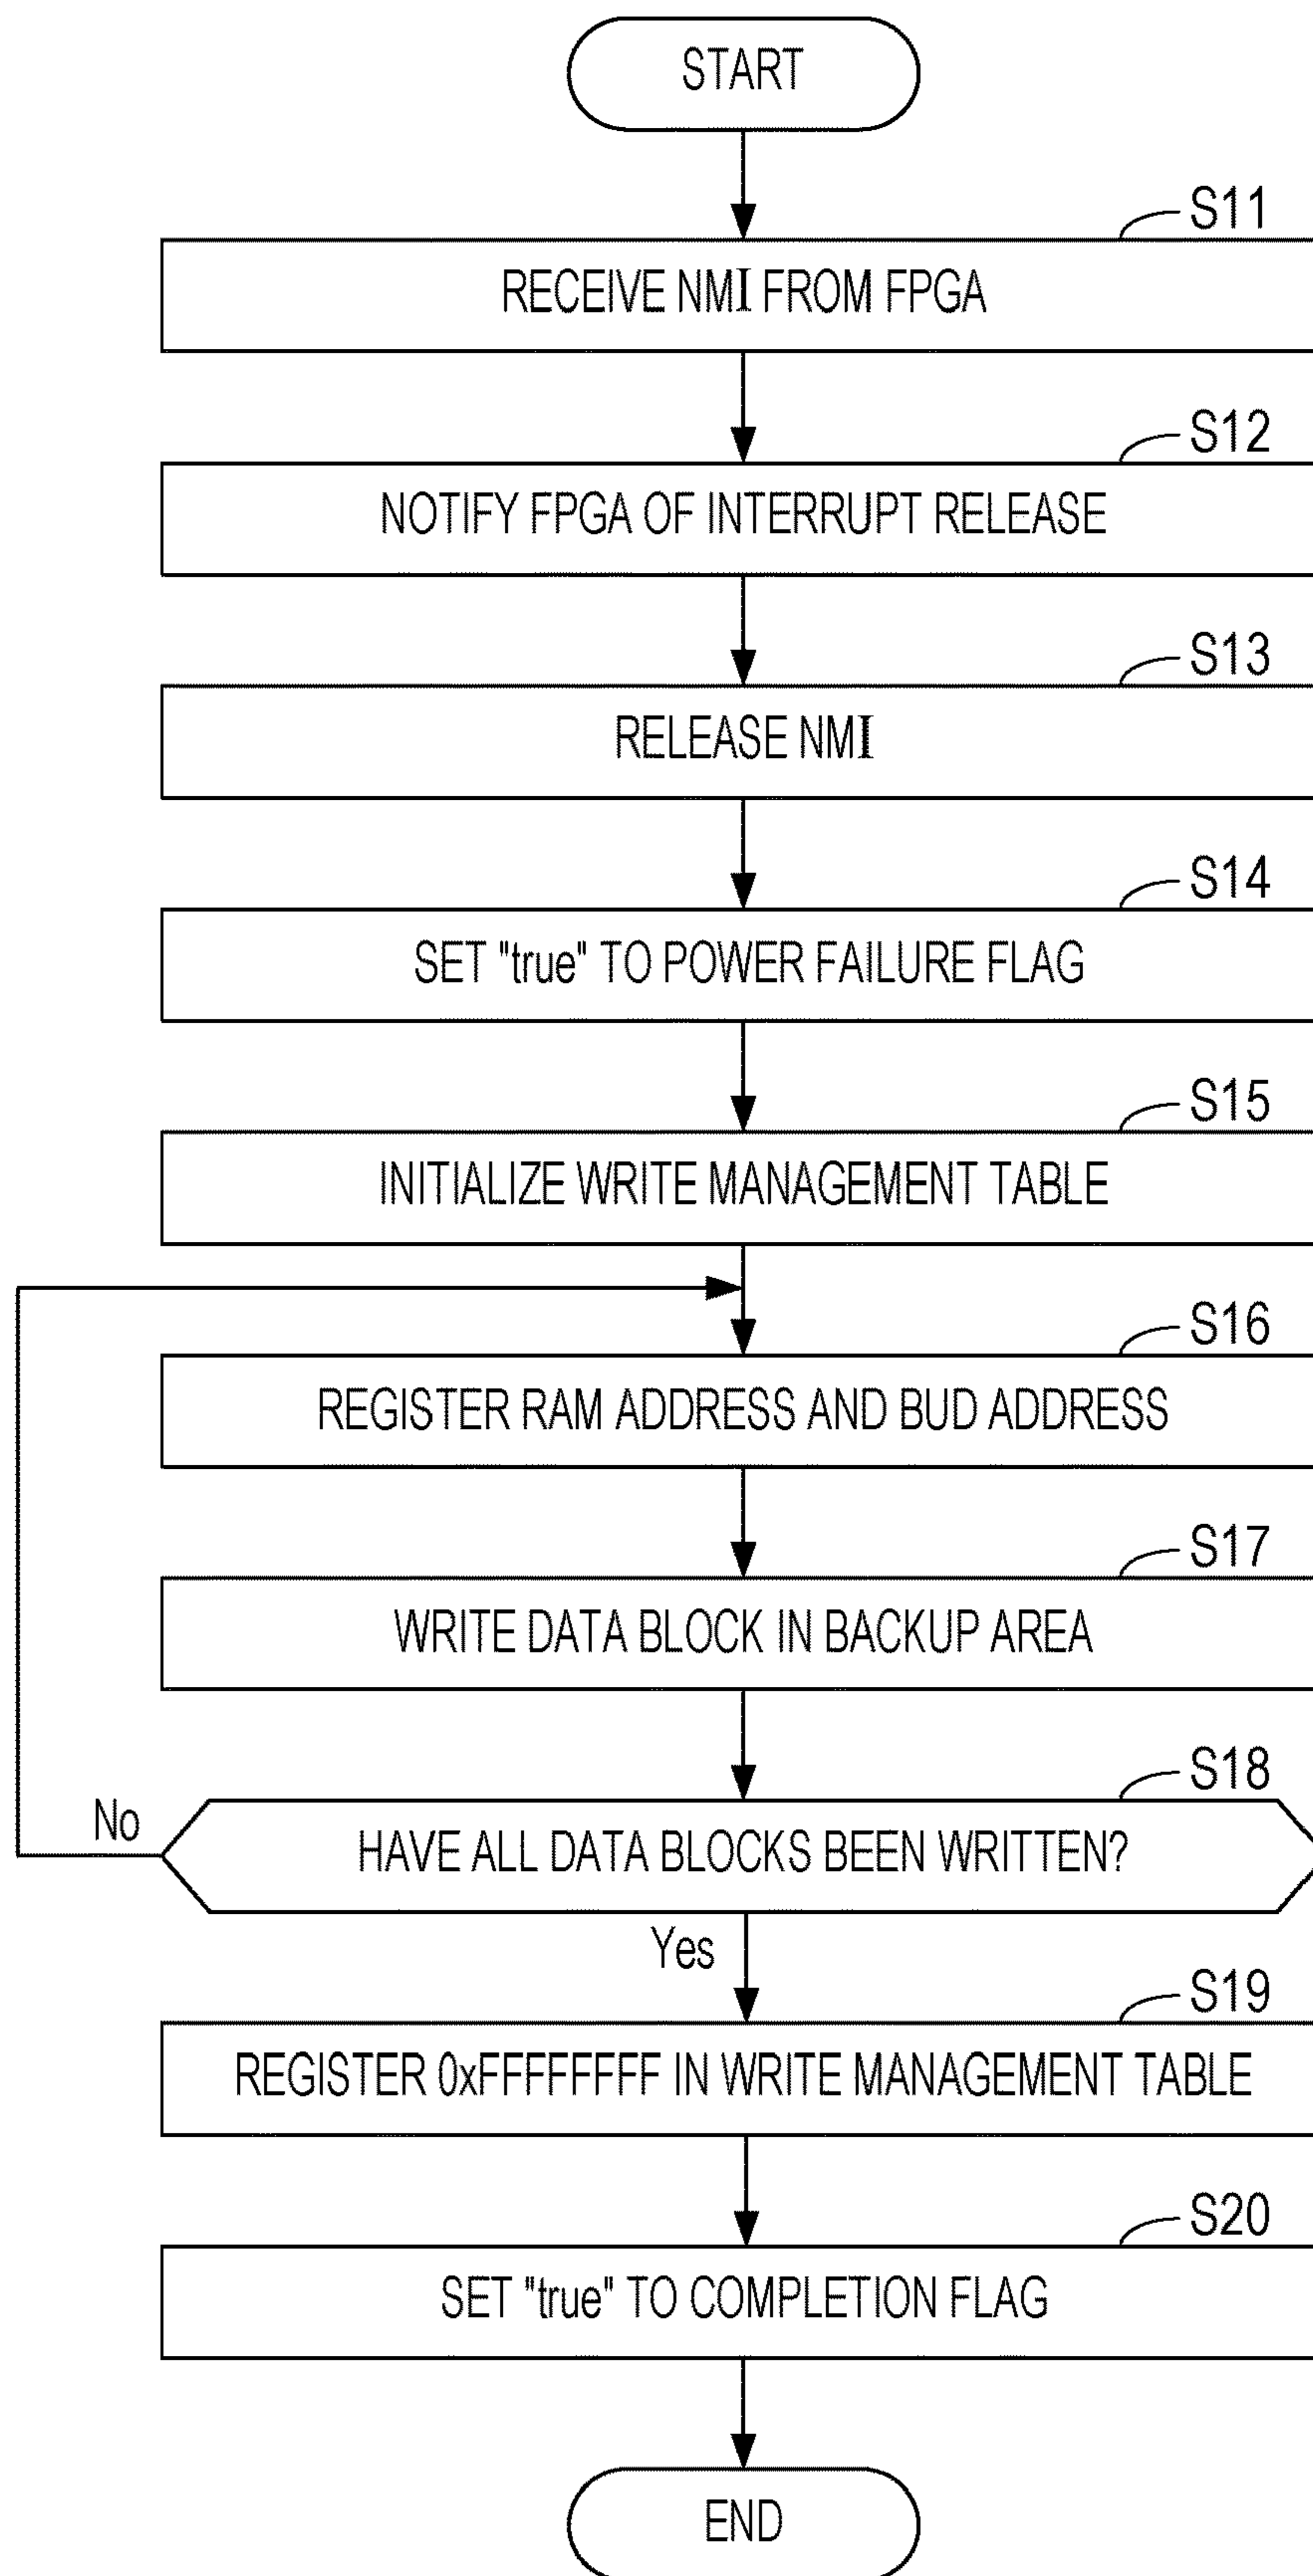 START
S11
RECEIVE NMI FROM FPGA
S12
NOTIFY FPGA OF INTERRUPT RELEASE
S13
RELEASE NMI
S14
SET "true" TO POWER FAILURE FLAG
S15
INITIALIZE WRITE MANAGEMENT TABLE
S16
REGISTER RAM ADDRESS AND BUD ADDRESS
S17
WRITE DATA BLOCK IN BACKUP AREA
S18
No
HAVE ALL DATA BLOCKS BEEN WRITTEN?
Yes
S19
REGISTER 0xFFFFFFFF IN WRITE MANAGEMENT TABLE
S20
SET "true" TO COMPLETION FLAG
END